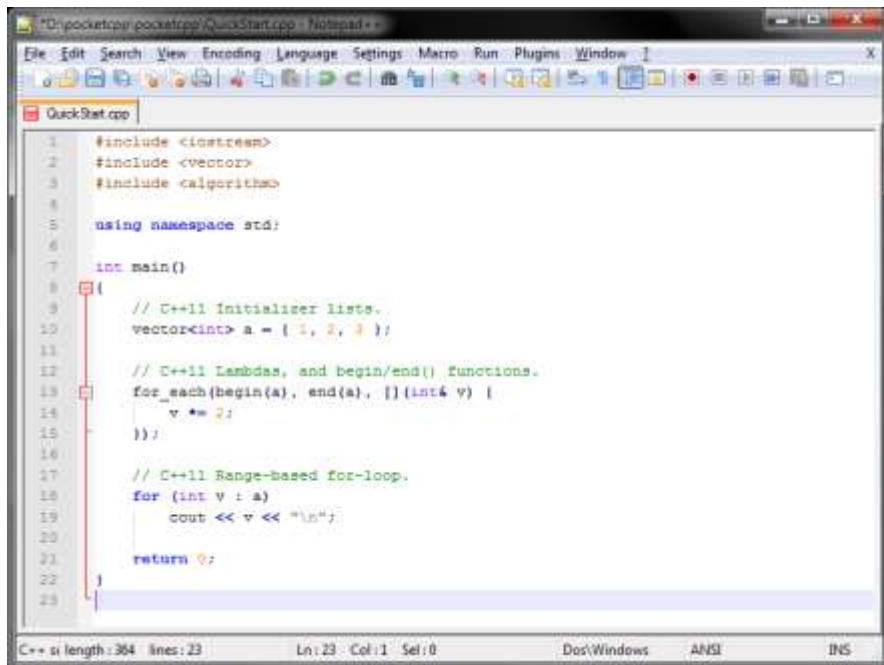 *D:\pocketcpp\pocketcpp\QuickStart.cpp - Notepad++
File Edit Search View Encoding Language Settings Macro Run Plugins Window ? X
QuickStart.cpp
1 #include <iostream>
2 #include <vector>
3 #include <algorithm>
4
5 using namespace std;
6
7 int main()
8 {
9 // C++11 Initializer lists.
10 vector<int> a = { 1, 2, 3 };
11
12 // C++11 Lambdas, and begin/end() functions.
13 for_each(begin(a), end(a), [](int& v) {
14 v *= 2;
15 });
16
17 // C++11 Range-based for-loop.
18 for (int v : a)
19 cout << v << "\n";
20
21 return 0;
22 }
23
C++ si length : 364 lines : 23 Ln : 23 Col : 1 Sel : 0 Dos\Windows ANSI INS